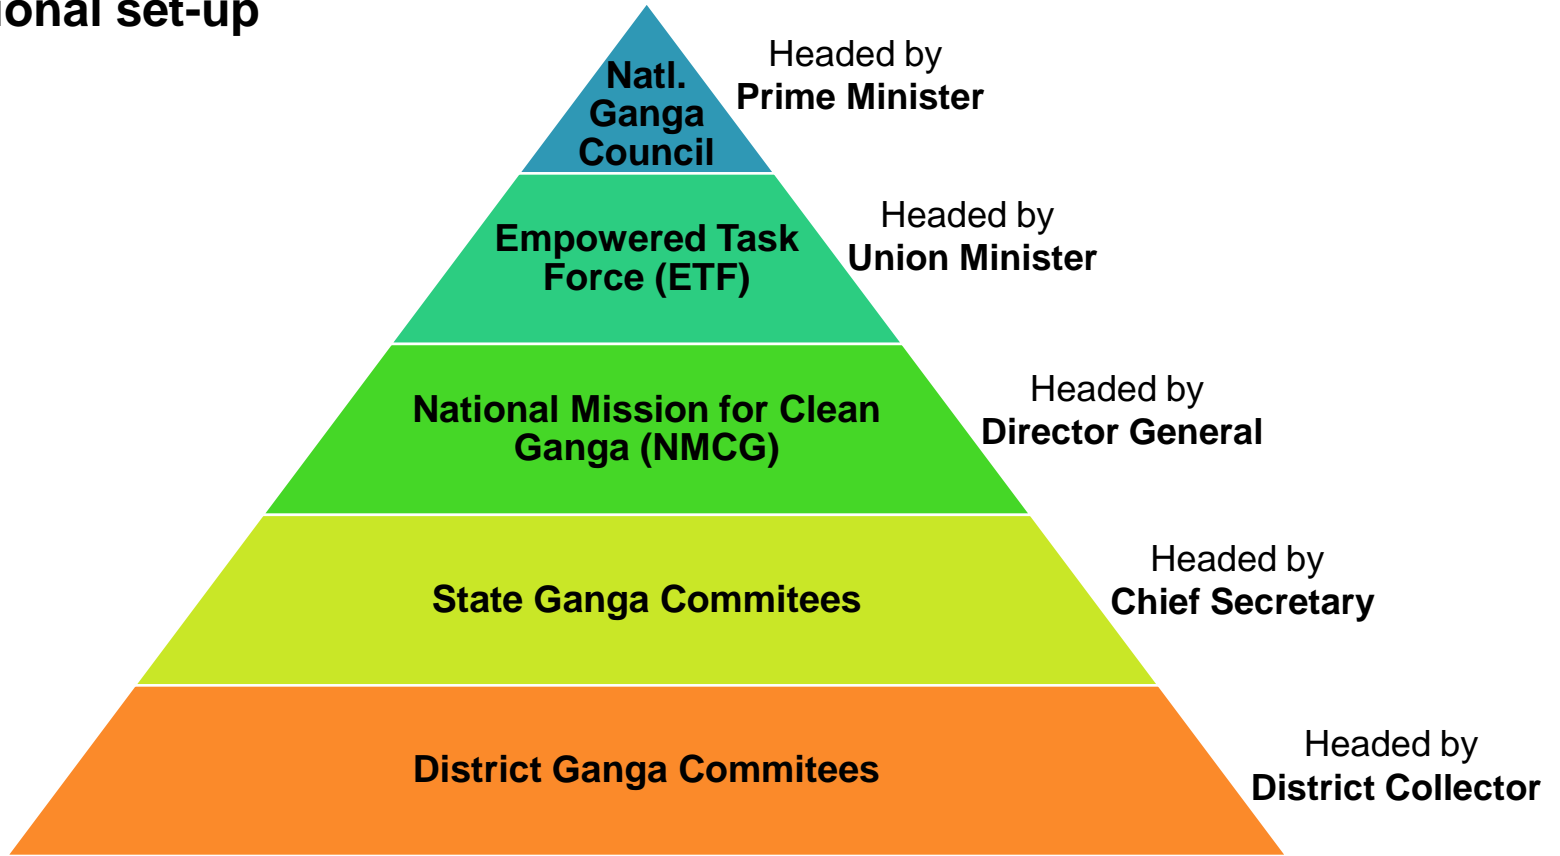 set-up
Natl.
Ganga
Council
Headed by
Prime Minister
Empowered Task
Force (ETF)
Headed by
Union Minister
National Mission for Clean
Ganga (NMCG)
Headed by
Director General
State Ganga Commitees
Headed by
Chief Secretary
District Ganga Commitees
Headed by
District Collector